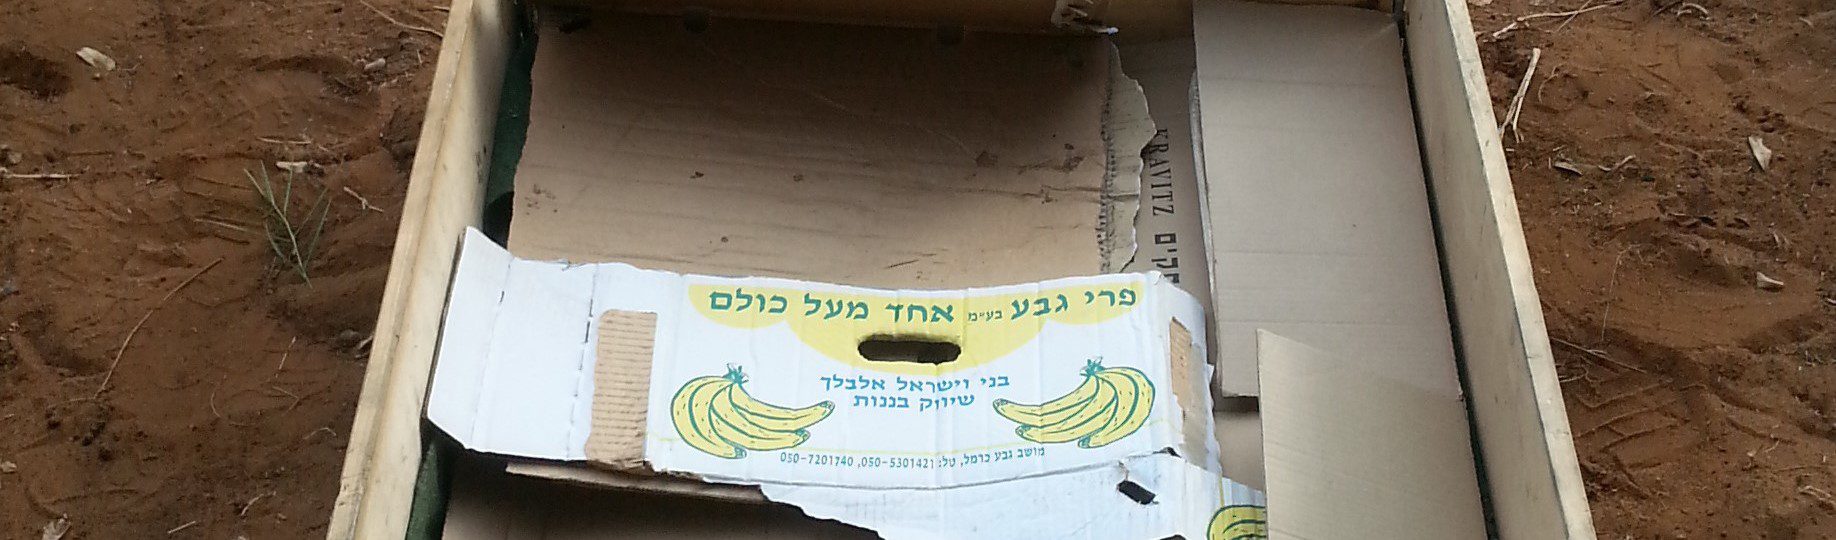 פרי גבע בע״מ אחד מעל כולם
בני וישראל אלבלך
שיווק בננות
מושב גבע כרמל, טל: 050-5301421, 050-7201740
KRAVITZ